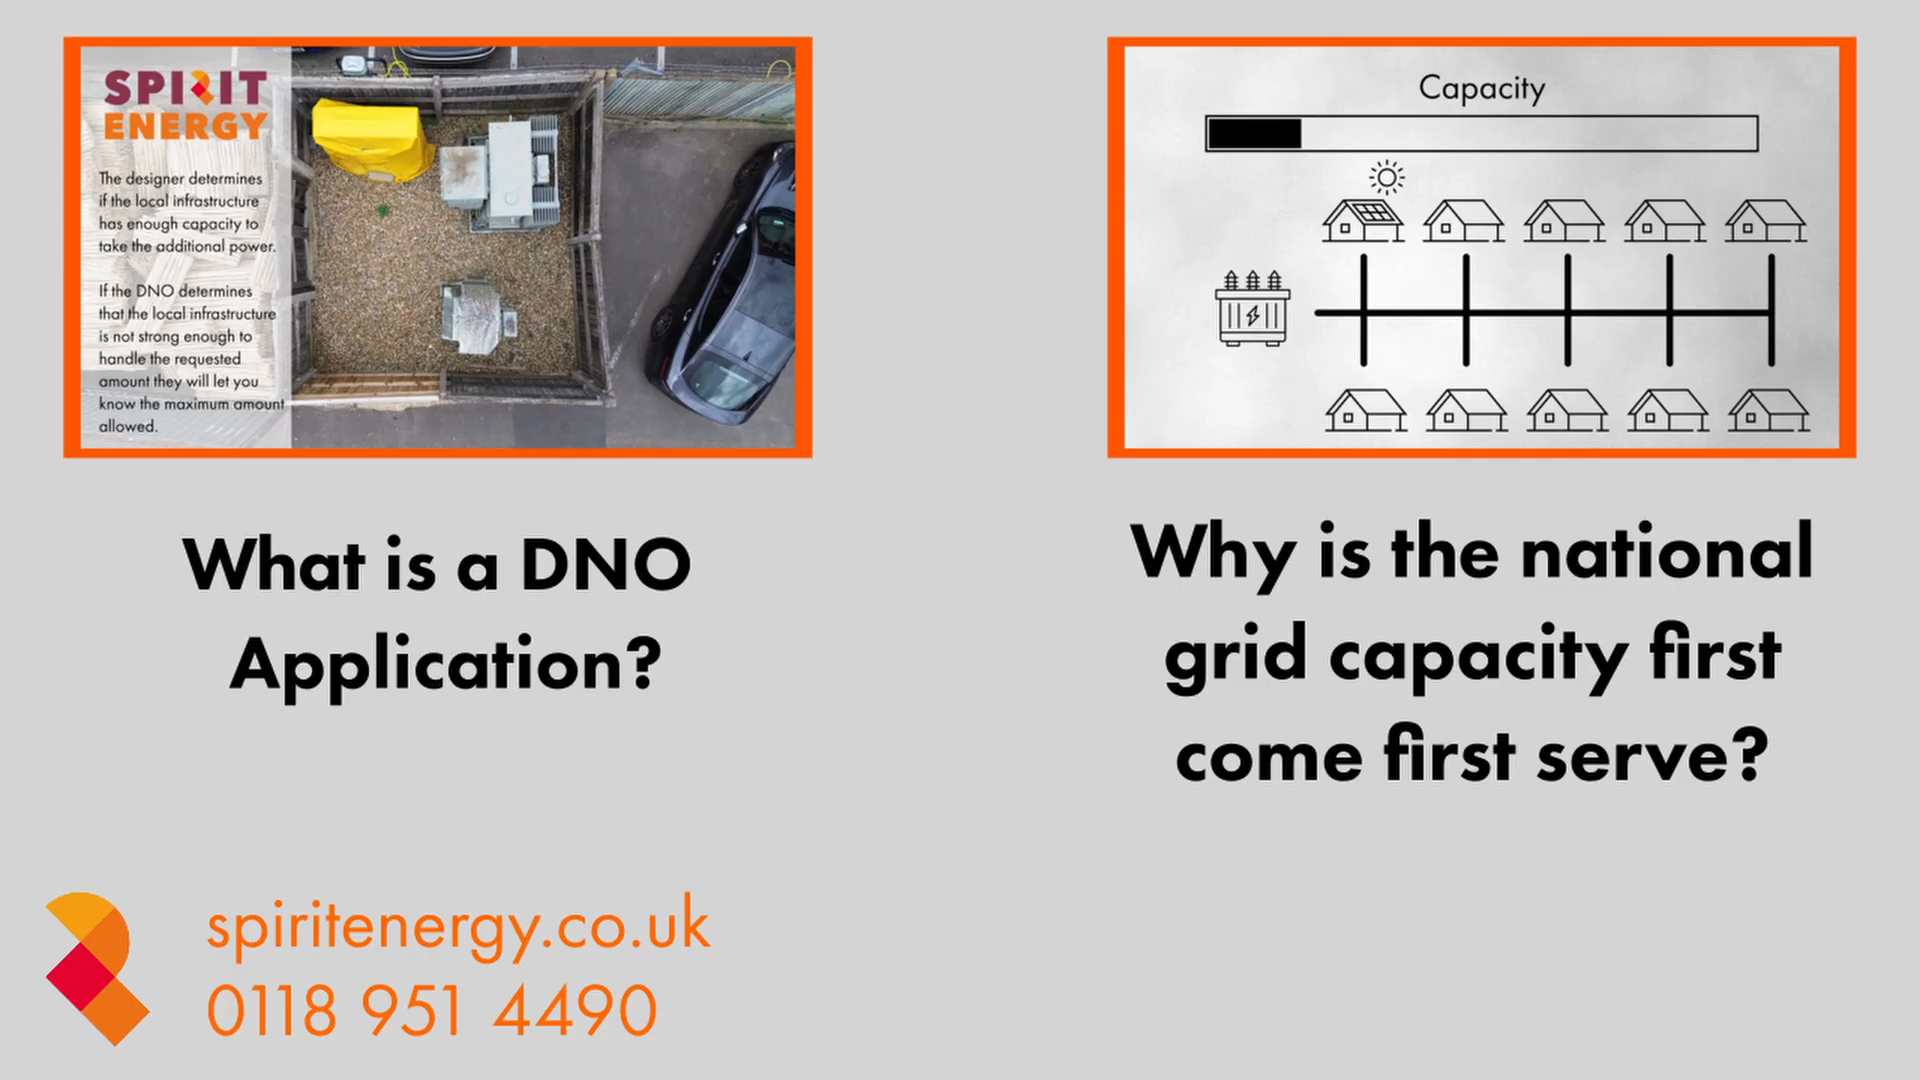 SPIRIT
ENERGY
The designer determines
if the local infrastructure
has enough capacity to
take the additional power.
If the DNO determines
that the local infrastructure
is not strong enough to
handle the requested
amount they will let you
know the maximum amount
allowed.
What is a DNO
Application?
Capacity
Why is the national
grid capacity first
come first serve?
spiritenergy.co.uk
0118 951 4490